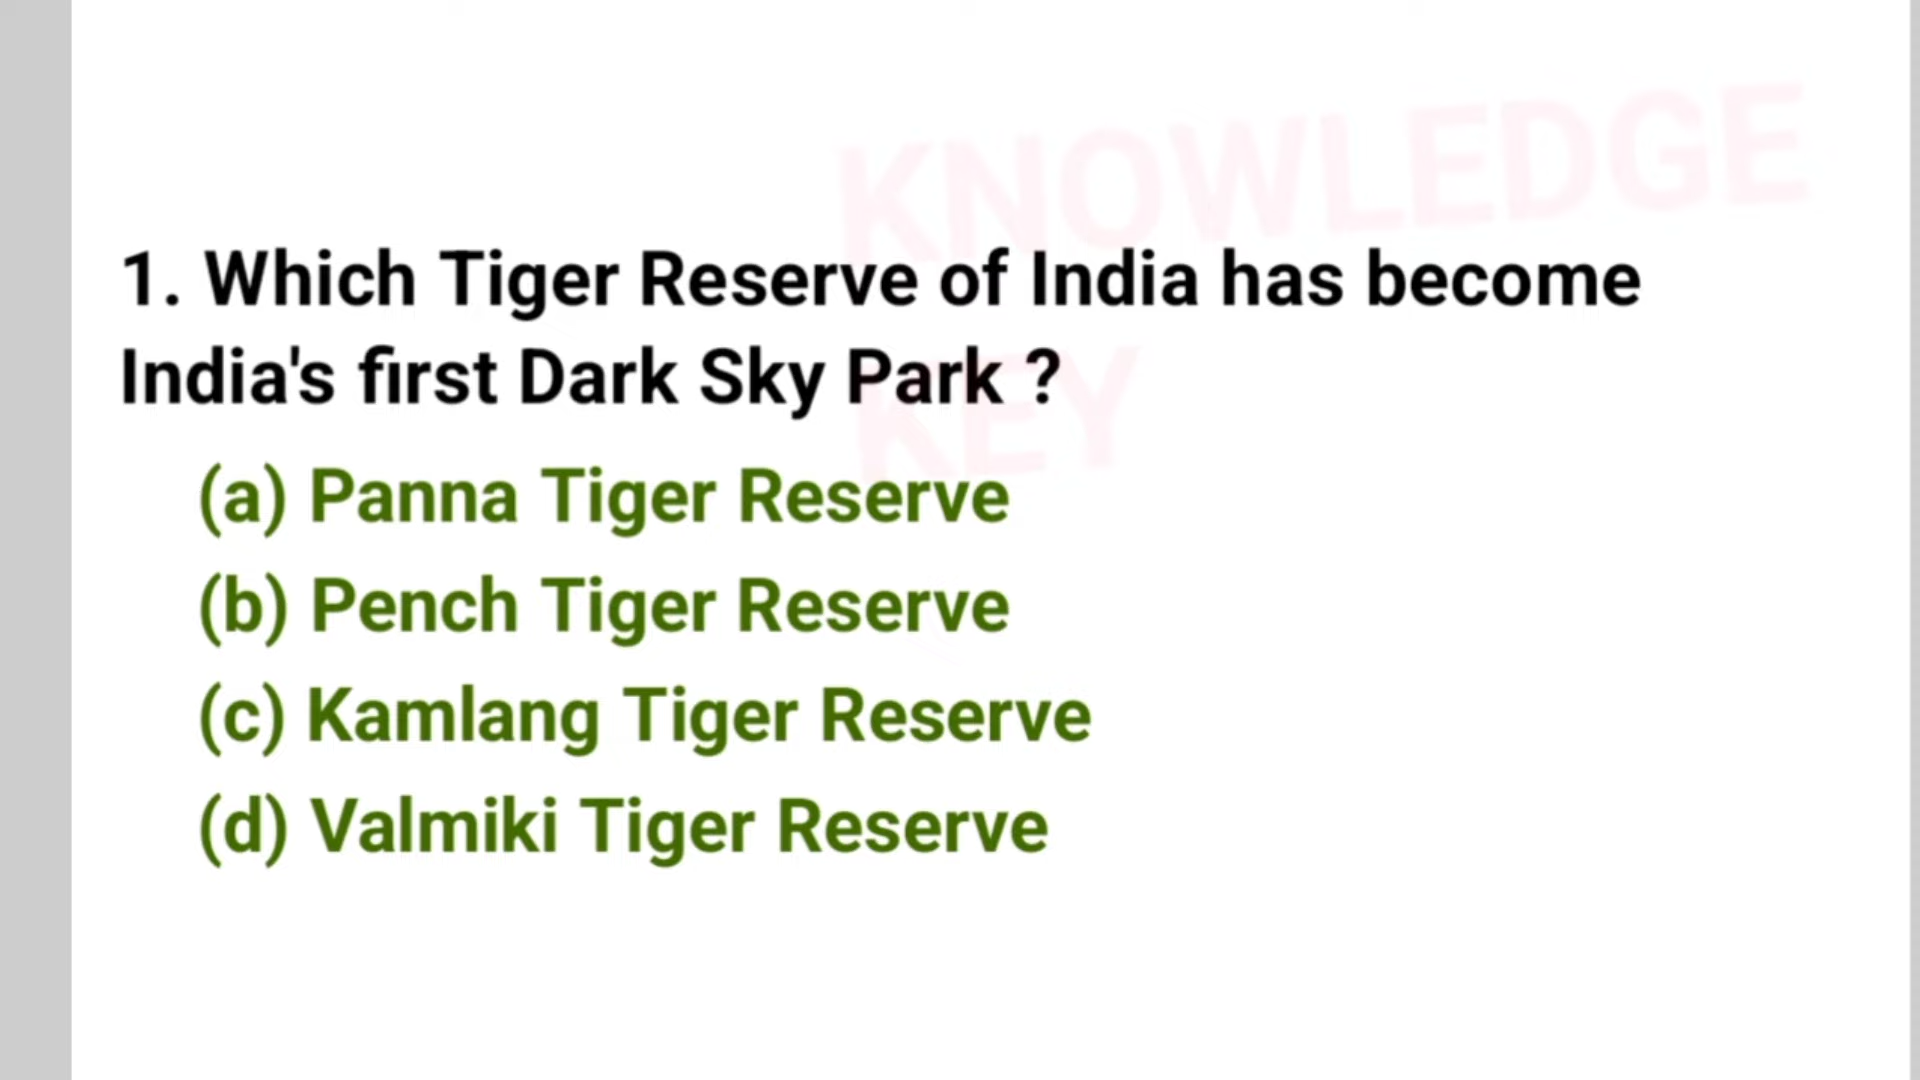 KNOWLEDGE
1. Which Tiger Reserve of India has become
India's first Dark Sky Park ?
KEY
(a) Panna Tiger Reserve
(b) Pench Tiger Reserve
(c) Kamlang Tiger Reserve
(d) Valmiki Tiger Reserve